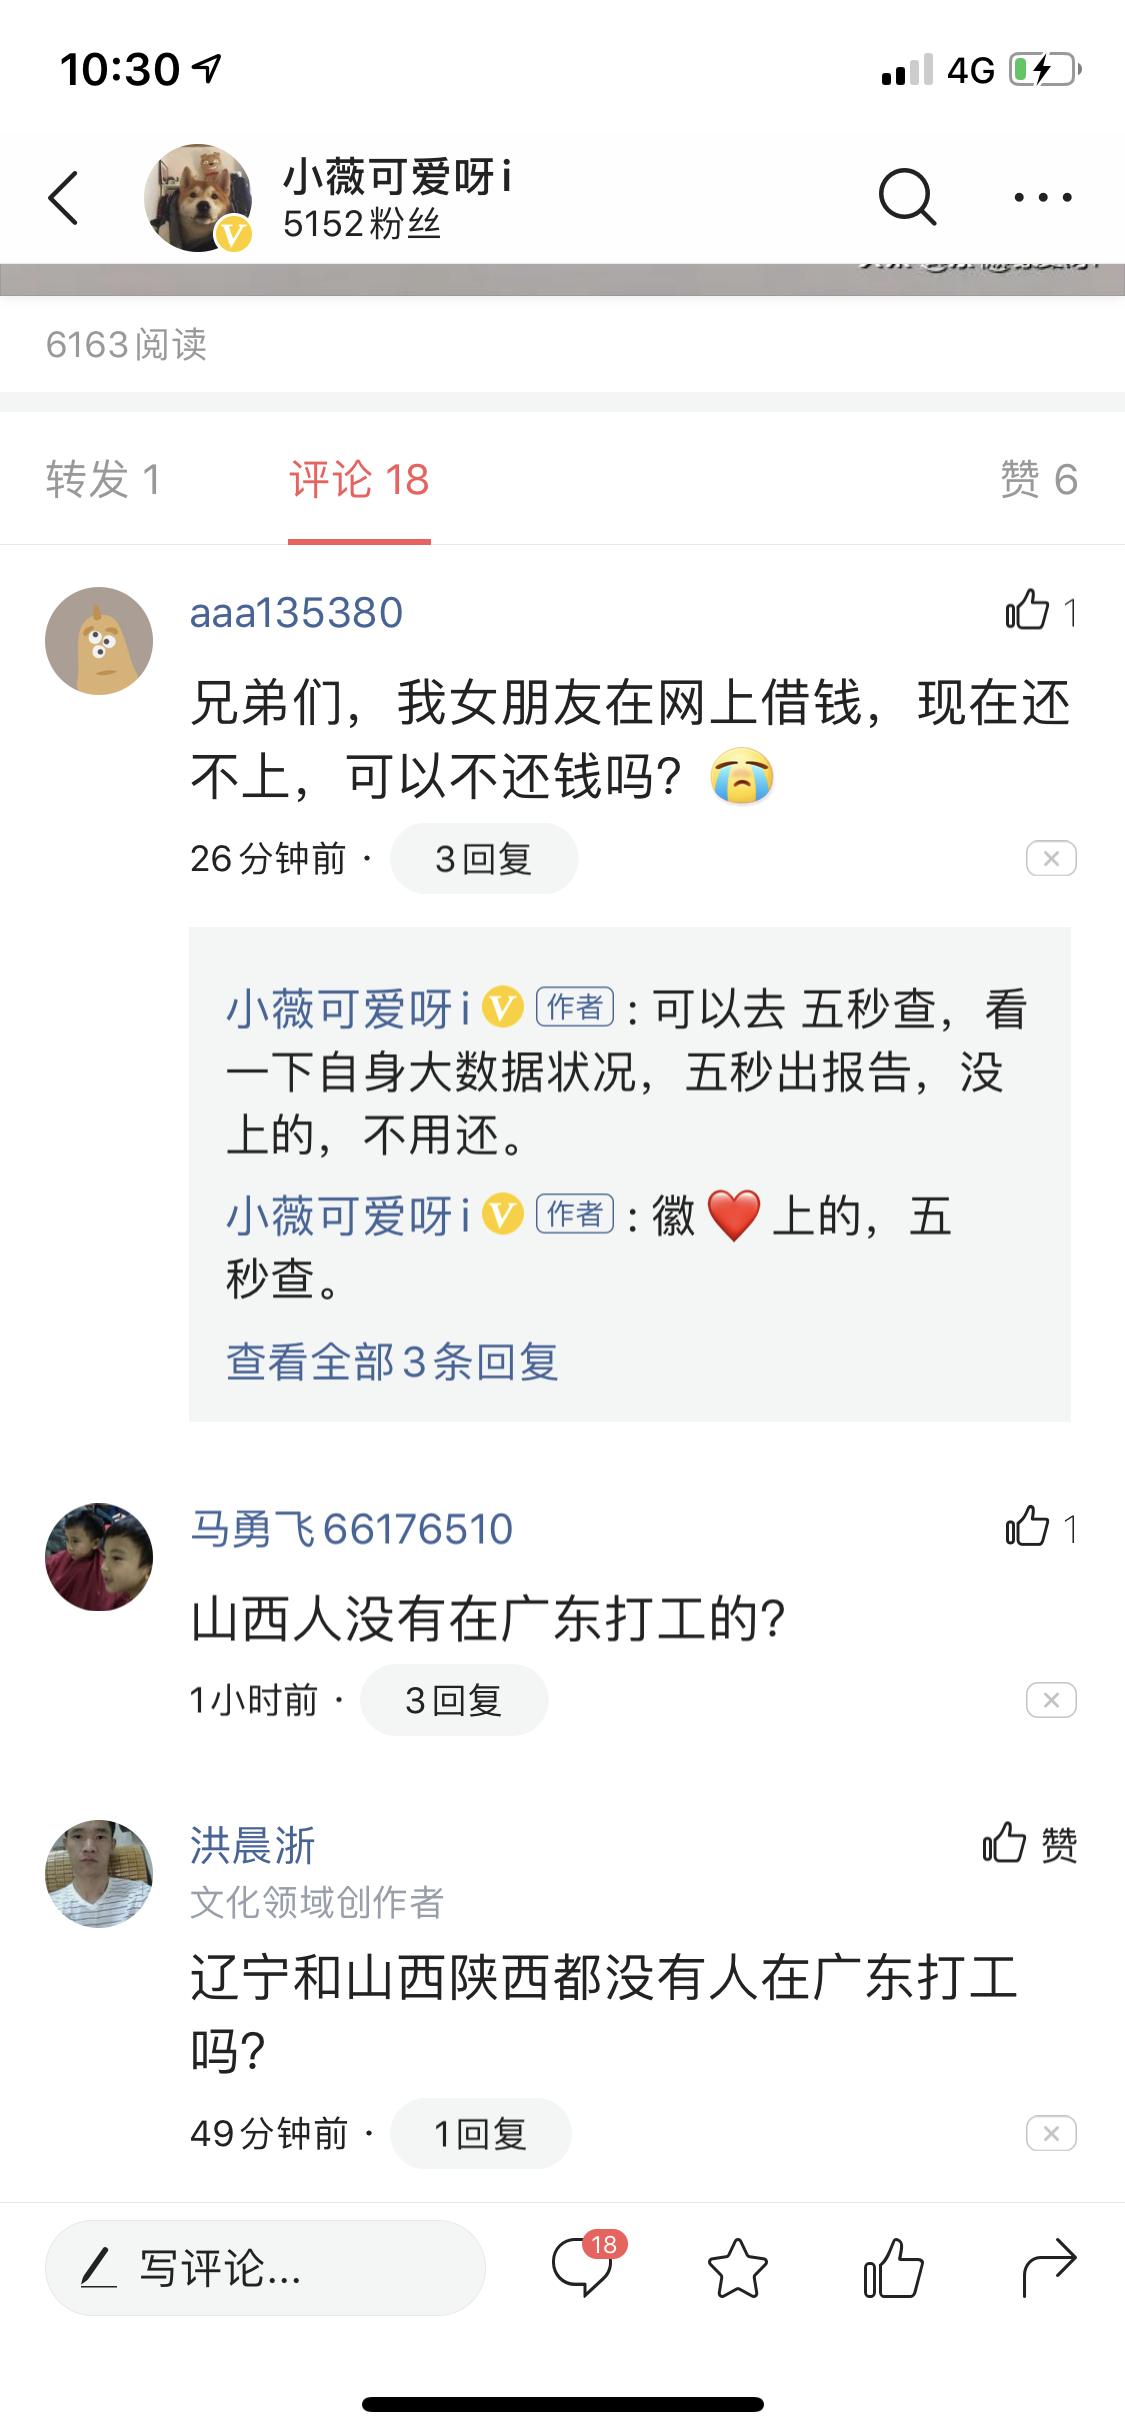 10:30
4G
小薇可爱呀i
5152粉丝
6163阅读
转发 1
评论 18
赞 6
aaa135380
1
兄弟们，我女朋友在网上借钱，现在还
不上，可以不还钱吗？😭
26分钟前 · 3回复
小薇可爱呀i V 作者 : 可以去 五秒查，看
一下自身大数据状况，五秒出报告，没
上的，不用还。
小薇可爱呀i V 作者 : 徽❤️上的，五
秒查。
查看全部3条回复
马勇飞66176510
1
山西人没有在广东打工的?
1小时前 · 3回复
洪晨浙
赞
文化领域创作者
辽宁和山西陕西都没有人在广东打工
吗?
49分钟前 · 1回复
写评论...
18